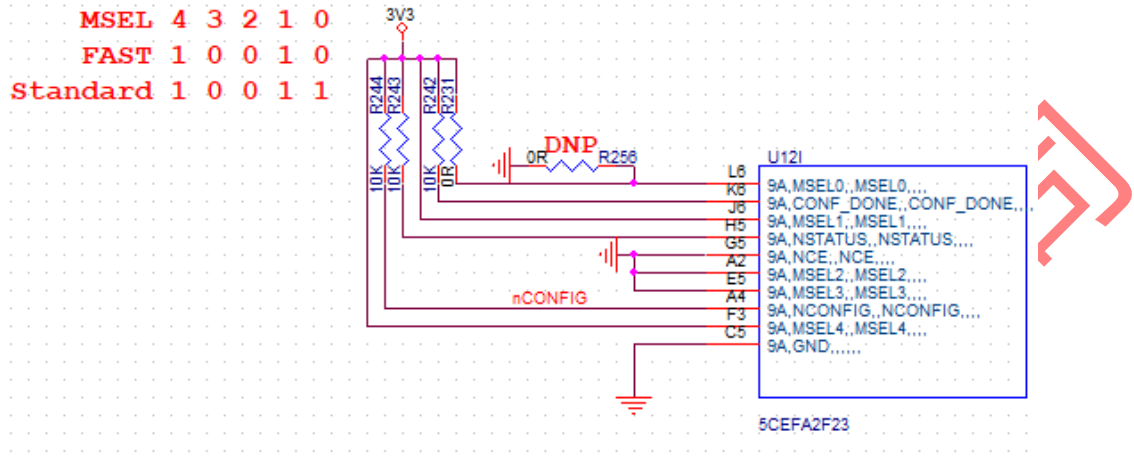 MSEL 4 3 2 1 0
FAST 1 0 0 1 0
Standard 1 0 0 1 1
3V3
R244
R243
R242
R231
10K
10K
10K
0R
0R
DNP
R256
U12I
L6
K6
J6
H5
G5
A2
E5
A4
F3
C5
9A,MSEL0,,MSEL0,,,,
9A,CONF_DONE,,CONF_DONE,,,,
9A,MSEL1,,MSEL1,,,,
9A,NSTATUS,,NSTATUS,,,,
9A,NCE,,NCE,,,,
9A,MSEL2,,MSEL2,,,,
9A,MSEL3,,MSEL3,,,,
9A,NCONFIG,,NCONFIG,,,,
9A,MSEL4,,MSEL4,,,,
9A,GND,,,,,,
nCONFIG
5CEFA2F23